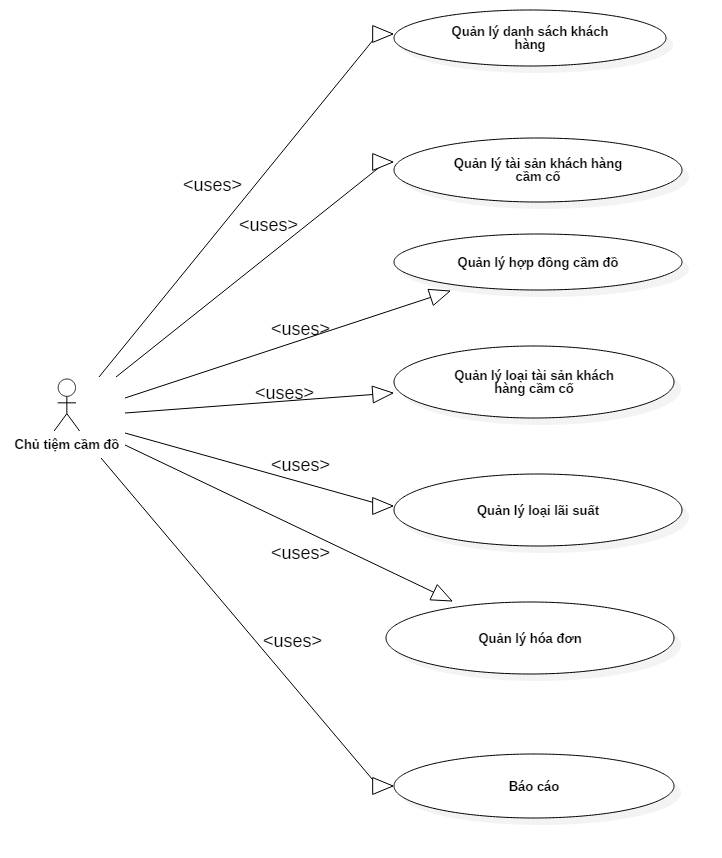 Quản lý danh sách khách
hàng
<uses>
Quản lý tài sản khách hàng
cầm cố
<uses>
Quản lý hợp đồng cầm đồ
<uses>
Quản lý loại tài sản khách
hàng cầm cố
<uses>
Chủ tiệm cầm đồ
<uses>
Quản lý loại lãi suất
<uses>
Quản lý hóa đơn
<uses>
Báo cáo